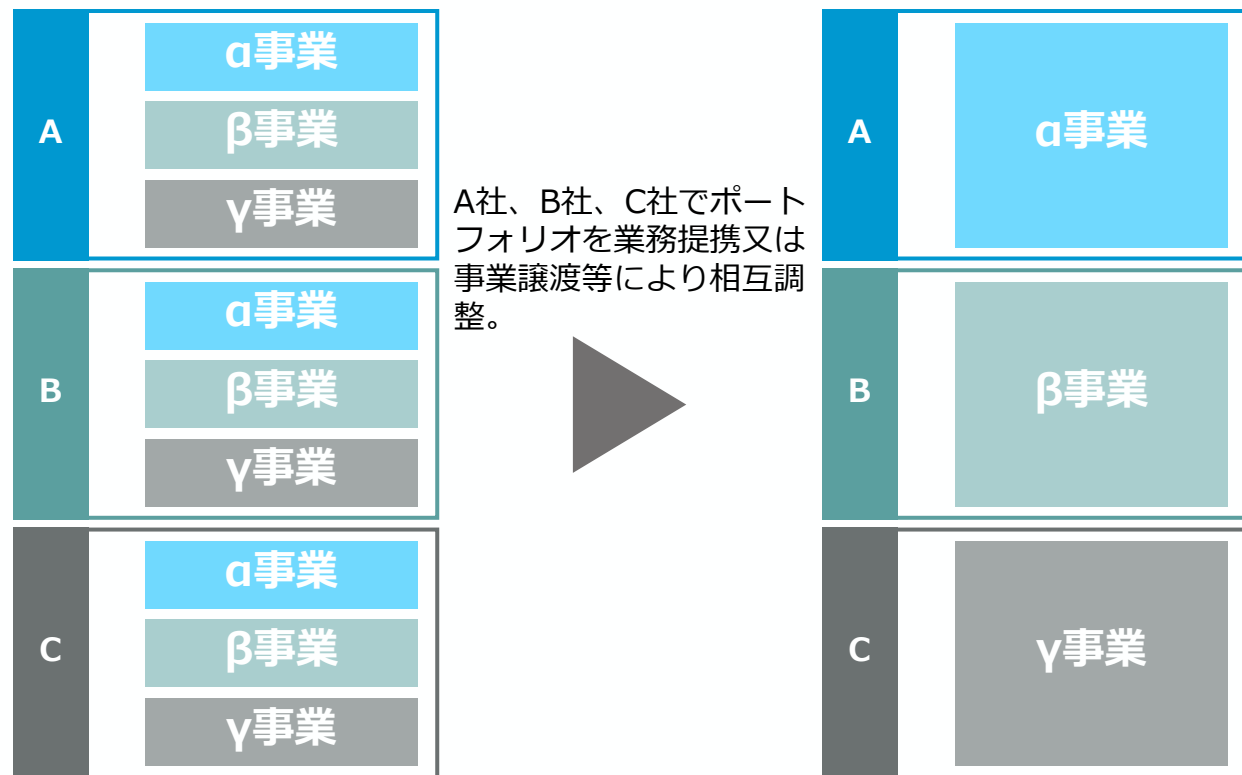 A
α事業
β事業
γ事業
B
α事業
β事業
γ事業
C
α事業
β事業
γ事業
A社、B社、C社でポート
フォリオを業務提携又は
事業譲渡等により相互調
整。
A
α事業
B
β事業
C
γ事業